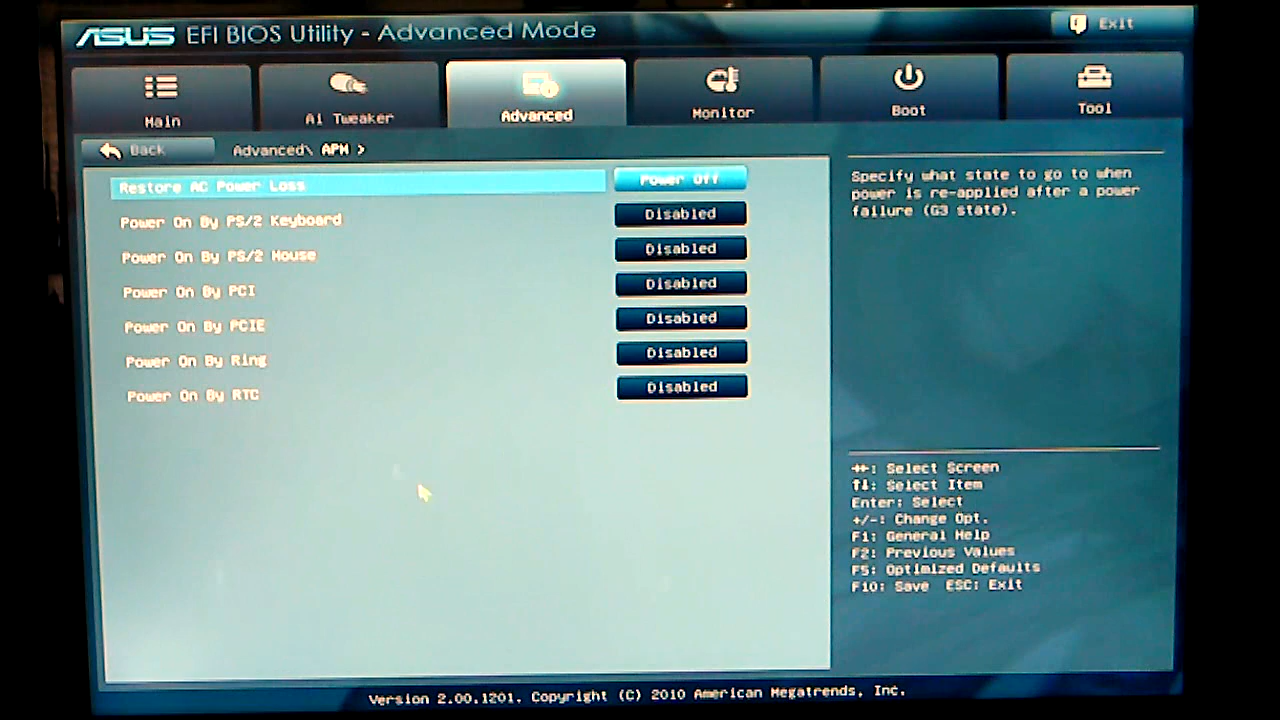 ASUS EFI BIOS Utility - Advanced Mode
Exit
Main
Ai Tweaker
Advanced
Monitor
Boot
Tool
Back
Advanced\ APM >
Restore AC Power Loss
Power Off
Power On By PS/2 Keyboard
Disabled
Power On By PS/2 Mouse
Disabled
Power On By PCI
Disabled
Power On By PCIE
Disabled
Power On By Ring
Disabled
Power On By RTC
Disabled
Specify what state to go to when
power is re-applied after a power
failure (G3 state).
→←: Select Screen
↑↓: Select Item
Enter: Select
+/-: Change Opt.
F1: General Help
F2: Previous Values
F5: Optimized Defaults
F10: Save ESC: Exit
Version 2.00.1201. Copyright (C) 2010 American Megatrends, Inc.